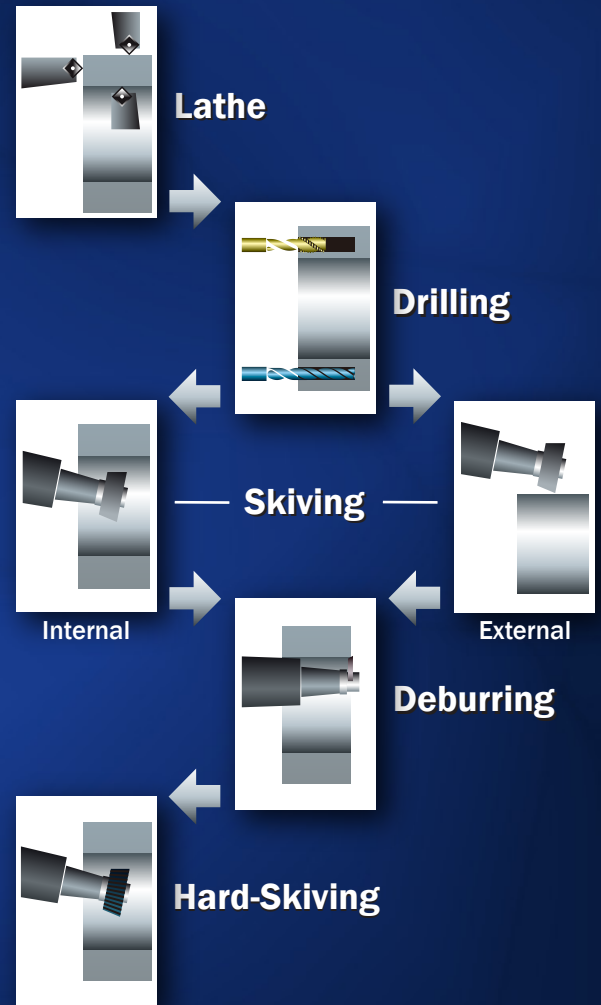 Lathe
Drilling
Skiving
Internal
External
Deburring
Hard-Skiving